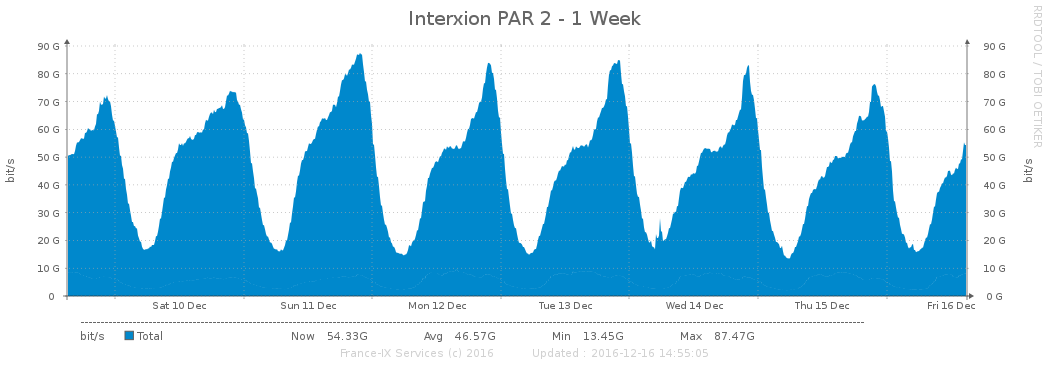 Interxion PAR 2 - 1 Week
RRDTOOL / TOBI OETIKER
bit/s
90 G 90 G
80 G 80 G
70 G 70 G
60 G 60 G
50 G 50 G
40 G 40 G
30 G 30 G
20 G 20 G
10 G 10 G
0 0 G
bit/s
Sat 10 Dec Sun 11 Dec Mon 12 Dec Tue 13 Dec Wed 14 Dec Thu 15 Dec Fri 16 Dec
bit/s Total Now 54.33G Avg 46.57G Min 13.45G Max 87.47G
France-IX Services (c) 2016 Updated : 2016-12-16 14:55:05